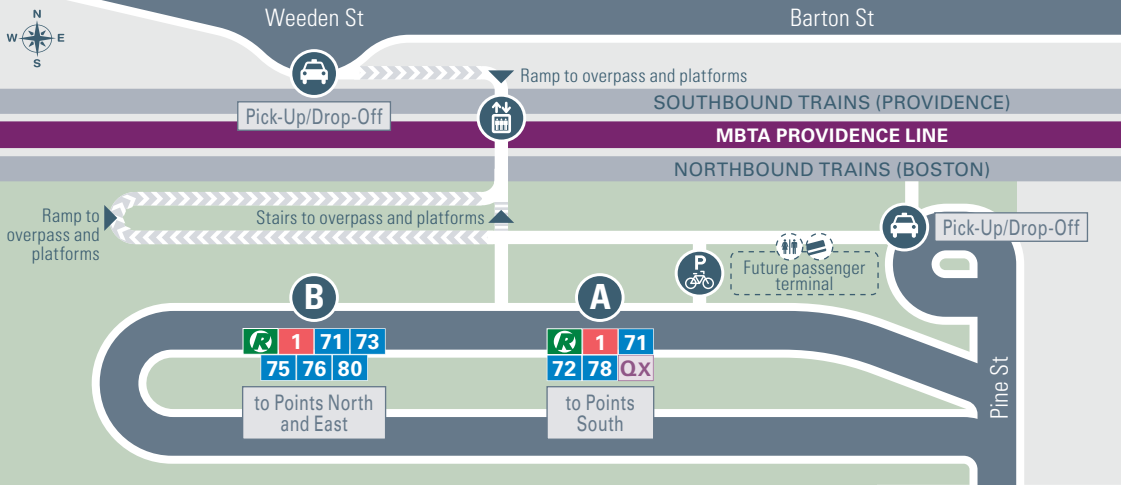 Weeden St
Barton St
N
W E
S
Ramp to overpass and platforms
SOUTHBOUND TRAINS (PROVIDENCE)
Pick-Up/Drop-Off
MBTA PROVIDENCE LINE
NORTHBOUND TRAINS (BOSTON)
Ramp to
overpass and
platforms
Stairs to overpass and platforms
Pick-Up/Drop-Off
P
Future passenger
terminal
B
R 1 71 73
75 76 80
to Points North
and East
A
R 1 71
72 78 QX
to Points
South
Pine St